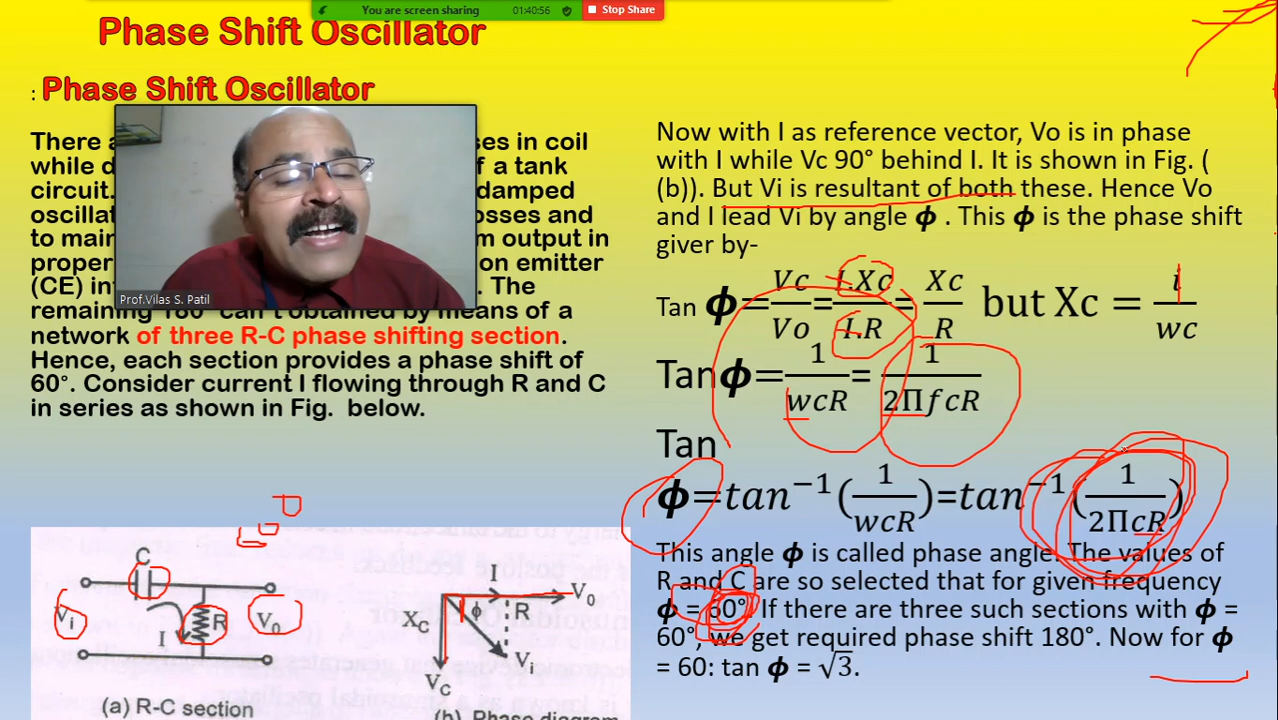 You are screen sharing 01:40:56 Stop Share
Phase Shift Oscillator
: Phase Shift Oscillator
There ses in coil
while d of a tank
circuit. damped
oscillat osses and
to main m output in
proper on emitter
(CE) in . The
remaining 180° can't obtained by means of a
network of three R-C phase shifting section.
Hence, each section provides a phase shift of
60°. Consider current I flowing through R and C
in series as shown in Fig. below.
Prof.Vilas S. Patil
C
Vi
I
R
V0
(a) R-C section
I
V0
XC
ϕ
R
Vi
VC
(b) Phase diagram
Now with I as reference vector, Vo is in phase
with I while Vc 90° behind I. It is shown in Fig. (
(b)). But Vi is resultant of both these. Hence Vo
and I lead Vi by angle ϕ . This ϕ is the phase shift
giver by-
Tan ϕ=Vc/Vo=I.Xc/I.R=Xc/R but Xc = i/wc
Tanϕ=1/wcR=1/2ΠfcR
Tan
ϕ=tan−1(1/wcR)=tan−1(1/2ΠcR)
This angle ϕ is called phase angle. The values of
R and C are so selected that for given frequency
ϕ = 60°. If there are three such sections with ϕ =
60°, we get required phase shift 180°. Now for ϕ
= 60: tan ϕ = √3.